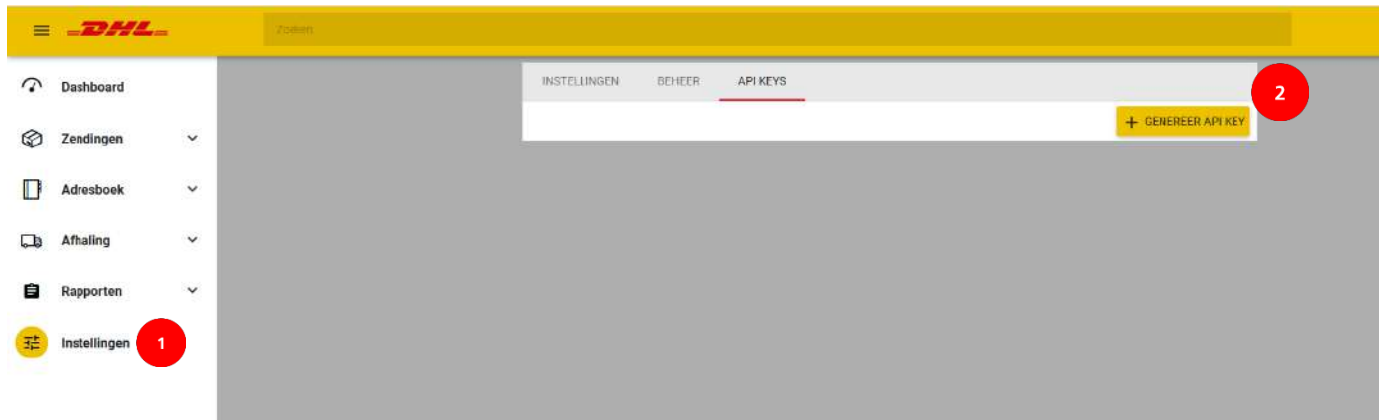 DHL
Zoeken
INSTELLINGEN BEHEER API KEYS
2
+ GENEREER API KEY
Dashboard
Zendingen
Adresboek
Afhaling
Rapporten
Instellingen 1